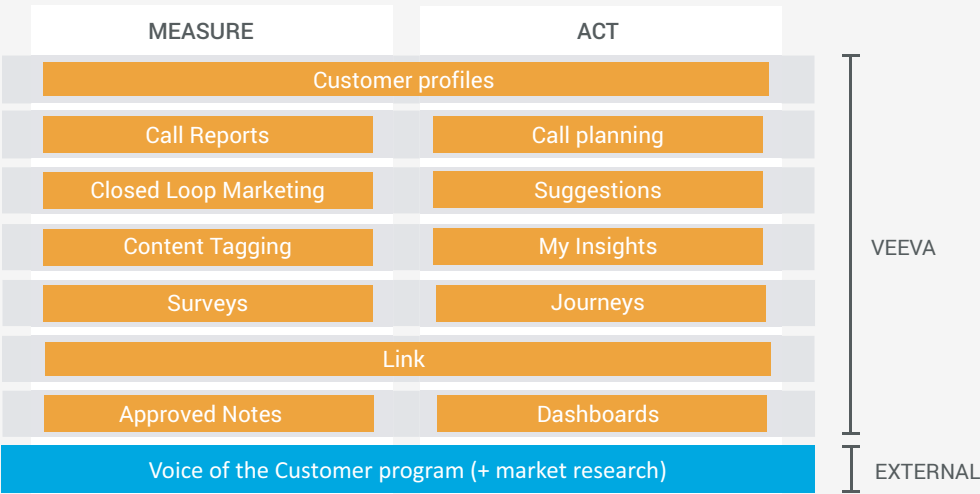 MEASURE ACT
Customer profiles
Call Reports Call planning
Closed Loop Marketing Suggestions
Content Tagging My Insights
VEEVA
Surveys Journeys
Link
Approved Notes Dashboards
Voice of the Customer program (+ market research)
EXTERNAL